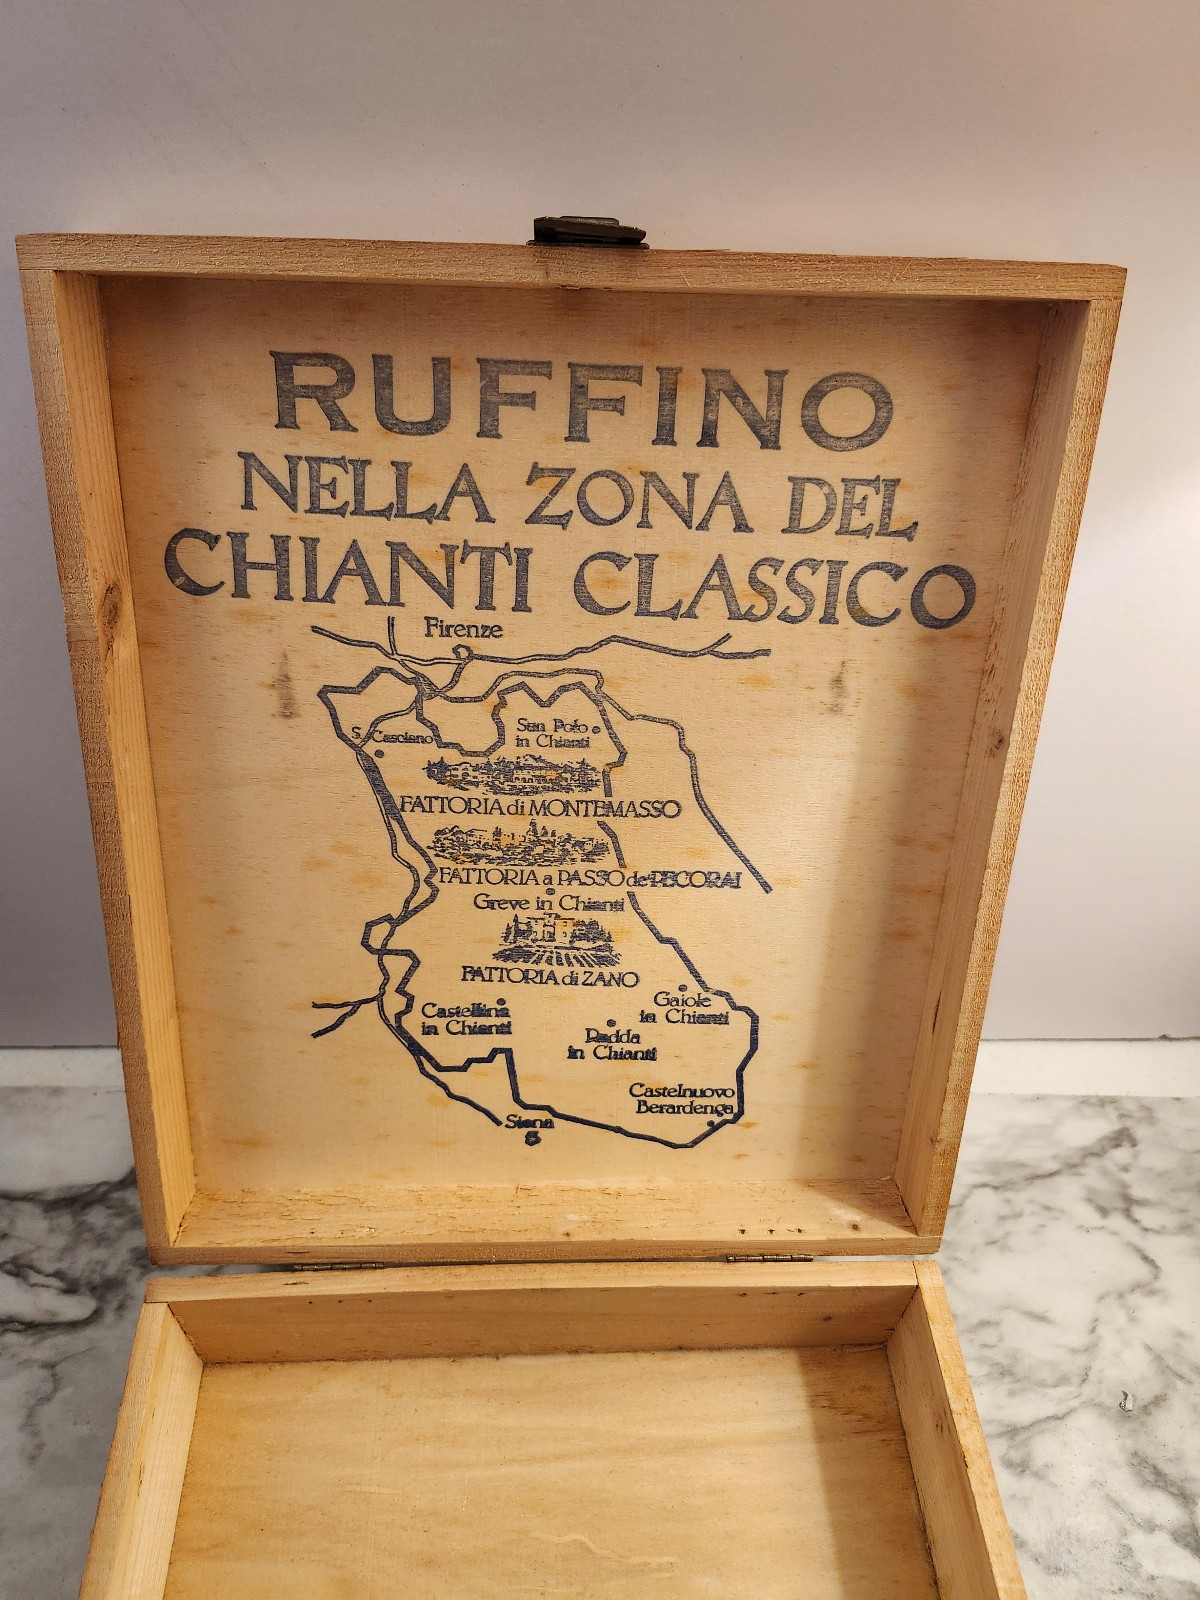 RUFFINO
NELLA ZONA DEL
CHIANTI CLASSICO
Firenze
San Polo
in Chianti
S. Casciano
FATTORIA di MONTEMASSO
FATTORIA a PASSO de PECORAI
Greve in Chianti
FATTORIA di ZANO
Gaiole
in Chianti
Castellina
in Chianti
Radda
in Chianti
Castelnuovo
Berardenga
Siena